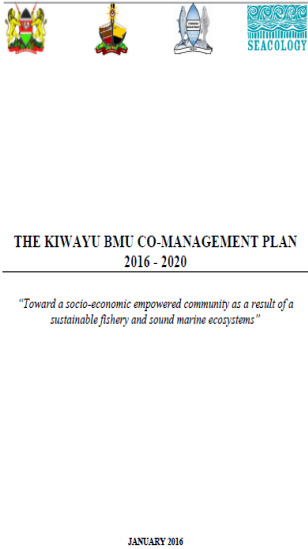 SEACOLOGY
THE KIWAYU BMU CO-MANAGEMENT PLAN
2016 - 2020
“Toward a socio-economic empowered community as a result of a
sustainable fishery and sound marine ecosystems”
JANUARY 2016